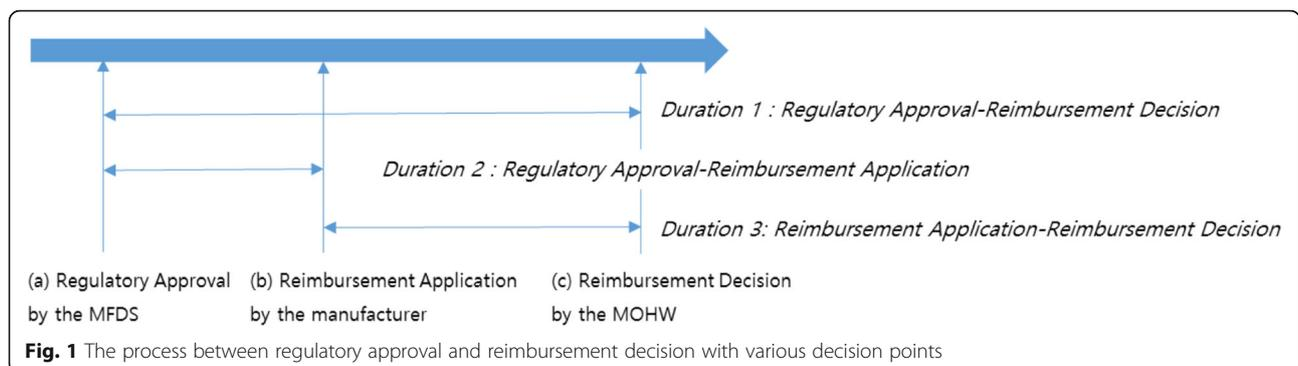 Duration 1 : Regulatory Approval-Reimbursement Decision
Duration 2 : Regulatory Approval-Reimbursement Application
Duration 3: Reimbursement Application-Reimbursement Decision
(a) Regulatory Approval
by the MFDS
(b) Reimbursement Application
by the manufacturer
(c) Reimbursement Decision
by the MOHW
Fig. 1 The process between regulatory approval and reimbursement decision with various decision points